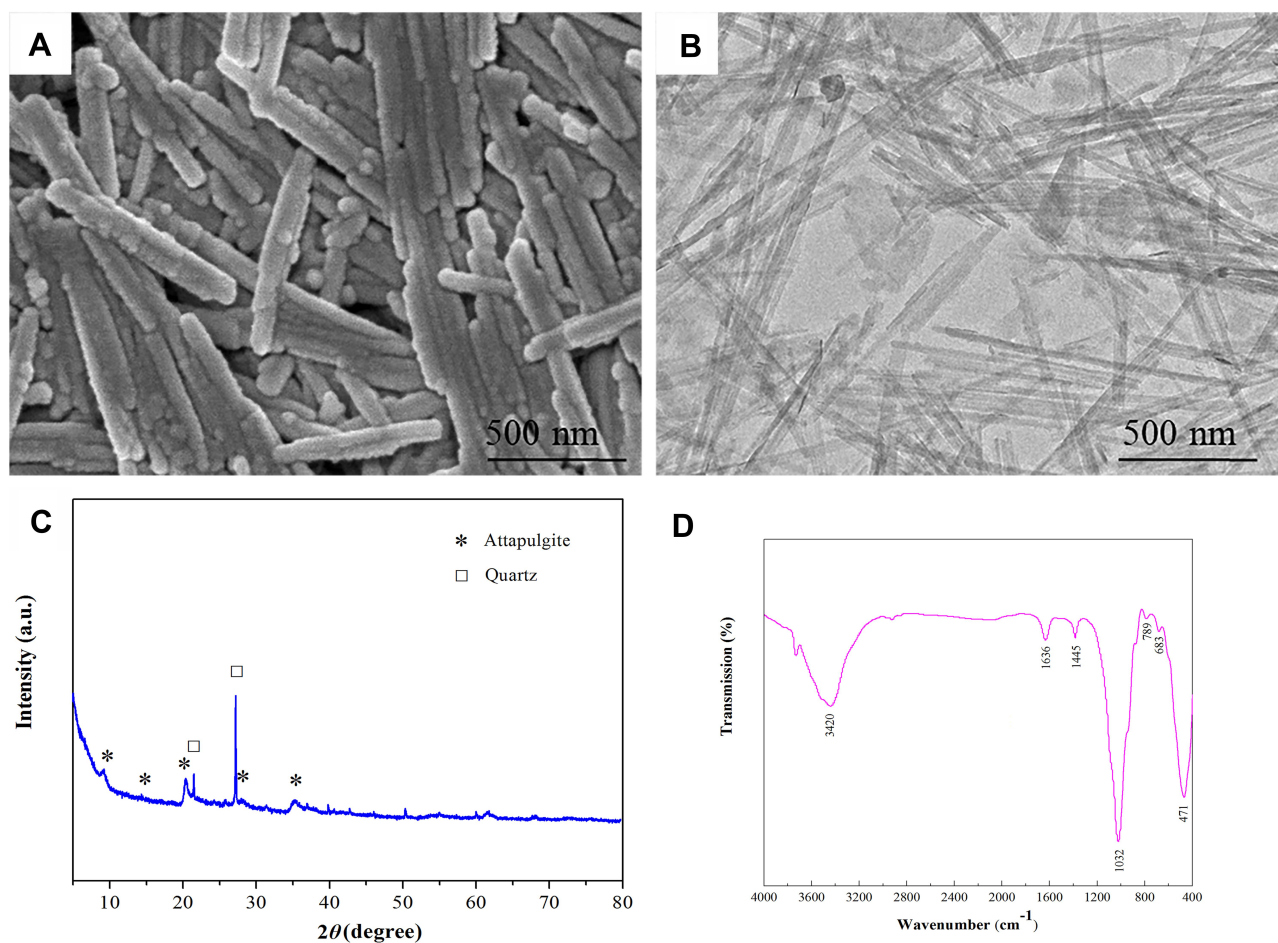 A
500 nm
B
500 nm
C
* Attapulgite
□ Quartz
Intensity (a.u.)
10 20 30 40 50 60 70 80
2θ (degree)
D
Transmission (%)
3420
1636
1445
1032
789
683
471
4000 3600 3200 2800 2400 2000 1600 1200 800 400
Wavenumber (cm⁻¹)